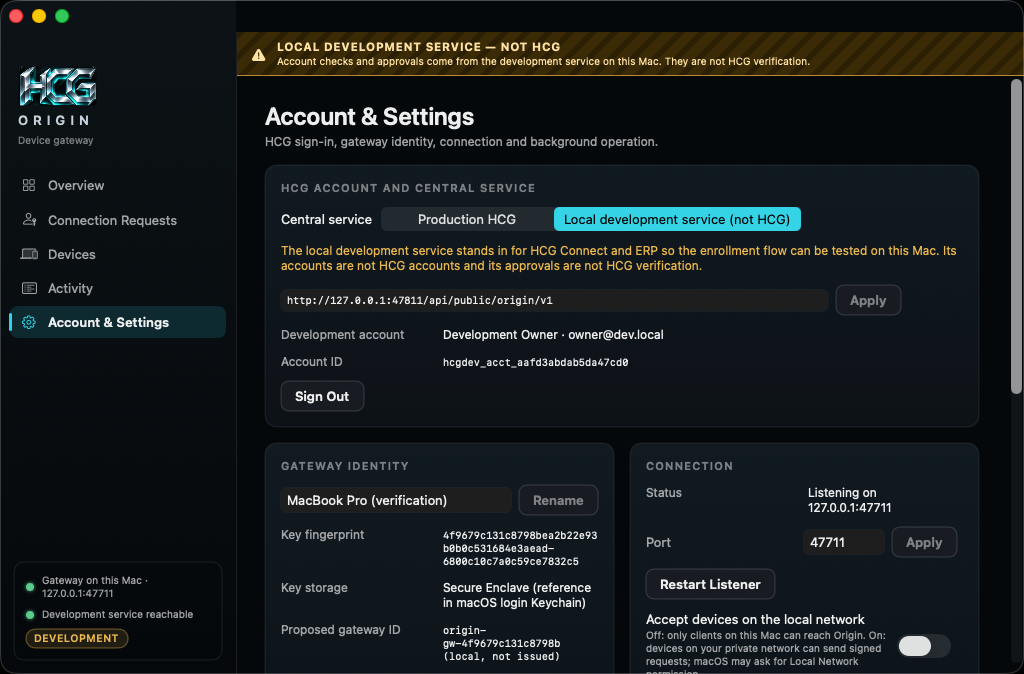 HCG
ORIGIN
Device gateway
Overview
Connection Requests
Devices
Activity
Account & Settings
Gateway on this Mac ·
127.0.0.1:47711
Development service reachable
DEVELOPMENT
LOCAL DEVELOPMENT SERVICE — NOT HCG
Account checks and approvals come from the development service on this Mac. They are not HCG verification.
Account & Settings
HCG sign-in, gateway identity, connection and background operation.
HCG ACCOUNT AND CENTRAL SERVICE
Central service
Production HCG
Local development service (not HCG)
The local development service stands in for HCG Connect and ERP so the enrollment flow can be tested on this Mac. Its
accounts are not HCG accounts and its approvals are not HCG verification.
http://127.0.0.1:47811/api/public/origin/v1
Apply
Development account
Development Owner · owner@dev.local
Account ID
hcgdev_acct_aafd3abdab5da47cd0
Sign Out
GATEWAY IDENTITY
MacBook Pro (verification)
Rename
Key fingerprint
4f9679c131c8798bea2b22e93
b0b0c531684e3aead-
6800c10c7a0c59ce7832c5
Key storage
Secure Enclave (reference
in macOS login Keychain)
Proposed gateway ID
origin-
gw-4f9679c131c8798b
(local, not issued)
CONNECTION
Status
Listening on
127.0.0.1:47711
Port
47711
Apply
Restart Listener
Accept devices on the local network
Off: only clients on this Mac can reach Origin. On:
devices on your private network can send signed
requests; macOS may ask for Local Network
permission.